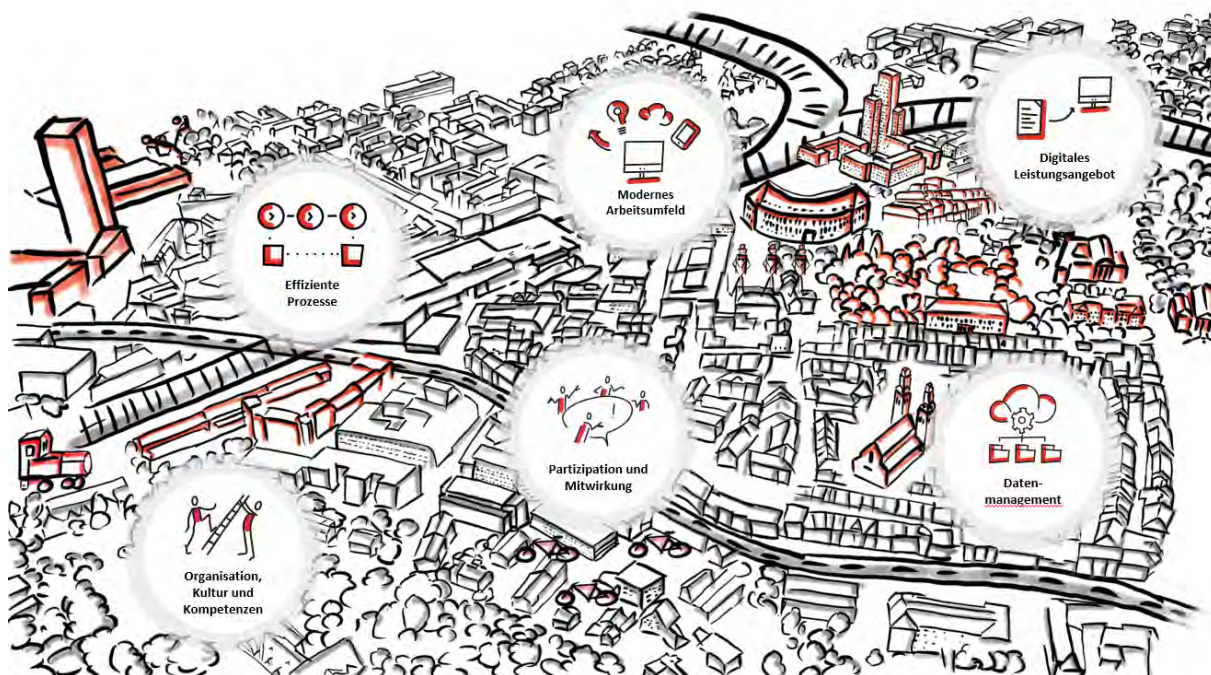 Modernes
Arbeitsumfeld
Digitales
Leistungsangebot
Effiziente
Prozesse
Partizipation und
Mitwirkung
Daten-
management
Organisation,
Kultur und
Kompetenzen